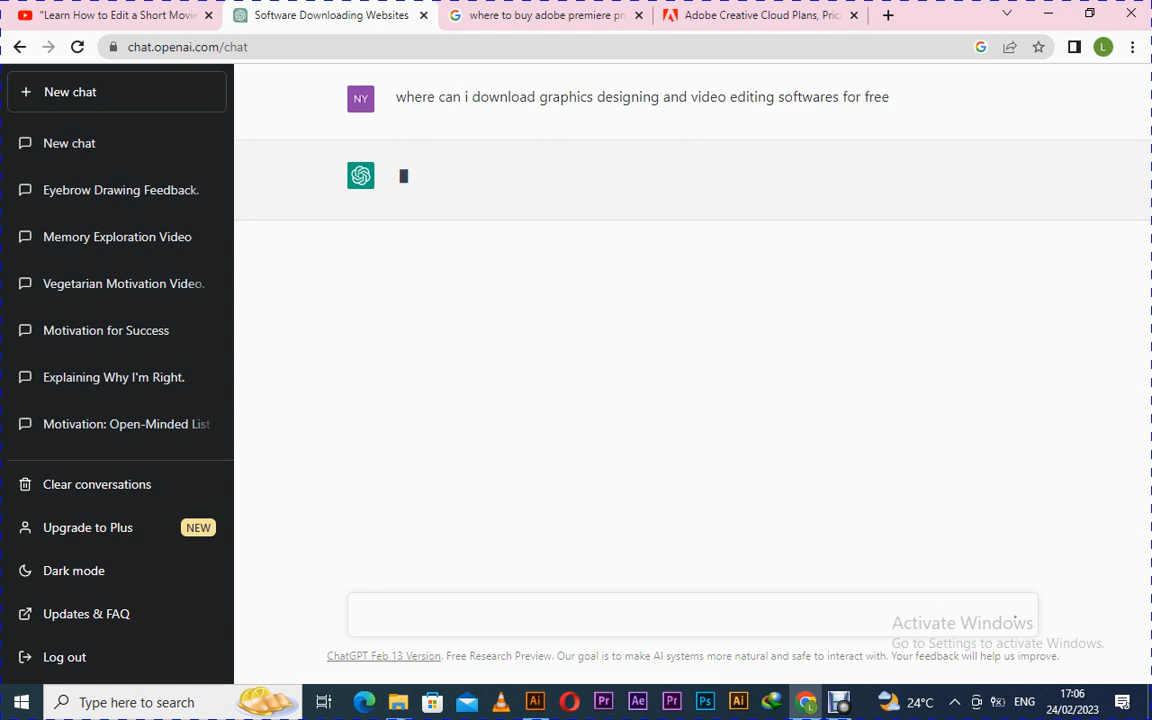 "Learn How to Edit a Short Movie
Software Downloading Websites
where to buy adobe premiere pr
Adobe Creative Cloud Plans, Pric
chat.openai.com/chat
L
New chat
New chat
Eyebrow Drawing Feedback.
Memory Exploration Video
Vegetarian Motivation Video.
Motivation for Success
Explaining Why I'm Right.
Motivation: Open-Minded List
Clear conversations
Upgrade to Plus NEW
Dark mode
Updates & FAQ
Log out
NY where can i download graphics designing and video editing softwares for free
Activate Windows
Go to Settings to activate Windows.
ChatGPT Feb 13 Version. Free Research Preview. Our goal is to make AI systems more natural and safe to interact with. Your feedback will help us improve.
Type here to search
Ai
Pr
Ae
Pr
Ps
Ai
24°C
ENG
17:06
24/02/2023